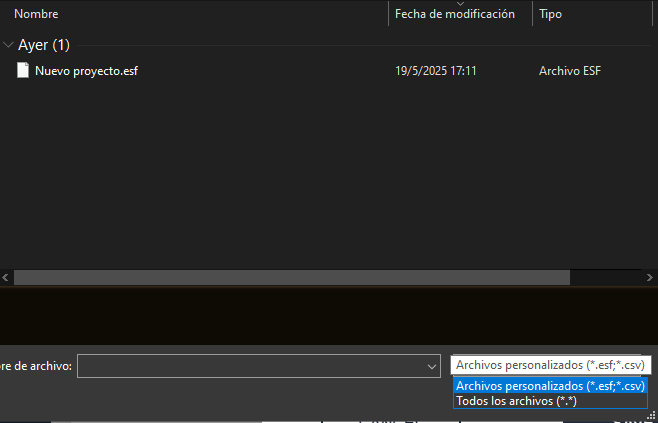 Nombre Fecha de modificación Tipo
Ayer (1)
Nuevo proyecto.esf 19/5/2025 17:11 Archivo ESF
re de archivo: Archivos personalizados (*.esf;*.csv)
Archivos personalizados (*.esf;*.csv)
Todos los archivos (*.*)